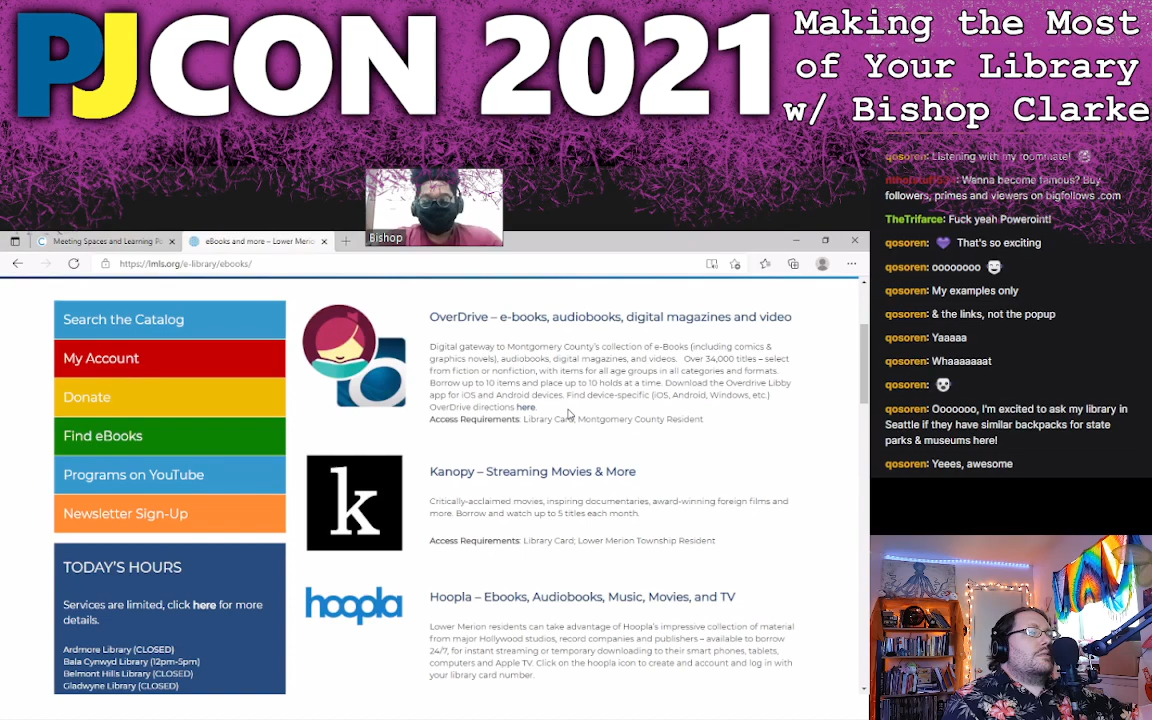 PJCON 2021
Making the Most
of Your Library
w/ Bishop Clarke
qosoren: Listening with my roommate!
Wanna become famous? Buy
followers, primes and viewers on bigfollows .com
TheTrifarce: Fuck yeah Poweroint!
qosoren: That's so exciting
qosoren: oooooooo
qosoren: My examples only
qosoren: & the links, not the popup
qosoren: Yaaaaa
qosoren: Whaaaaaaat
qosoren:
qosoren: Ooooooo, I'm excited to ask my library in
Seattle if they have similar backpacks for state
parks & museums here!
qosoren: Yeees, awesome
Bishop
Meeting Spaces and Learning Po
eBooks and more – Lower Merio
https://lmls.org/e-library/ebooks/
Search the Catalog
My Account
Donate
Find eBooks
Programs on YouTube
Newsletter Sign-Up
TODAY'S HOURS
Services are limited, click here for more
details.
Ardmore Library (CLOSED)
Bala Cynwyd Library (12pm-5pm)
Belmont Hills Library (CLOSED)
Gladwyne Library (CLOSED)
OverDrive – e-books, audiobooks, digital magazines and video
Digital gateway to Montgomery County's collection of e-Books (including comics &
graphics novels), audiobooks, digital magazines, and videos. Over 34,000 titles – select
from fiction or nonfiction, with items for all age groups in all categories and formats.
Borrow up to 10 items and place up to 10 holds at a time. Download the Overdrive Libby
app for iOS and Android devices. Find device-specific (iOS, Android, Windows, etc.)
OverDrive directions here.
Access Requirements: Library Card, Montgomery County Resident
k
Kanopy – Streaming Movies & More
Critically-acclaimed movies, inspiring documentaries, award-winning foreign films and
more. Borrow and watch up to 5 titles each month.
Access Requirements: Library Card; Lower Merion Township Resident
hoopla
Hoopla – Ebooks, Audiobooks, Music, Movies, and TV
Lower Merion residents can take advantage of Hoopla's impressive collection of material
from major Hollywood studios, record companies and publishers – available to borrow
24/7, for instant streaming or temporary downloading to their smart phones, tablets,
computers and Apple TV. Click on the hoopla icon to create and account and log in with
your library card number.